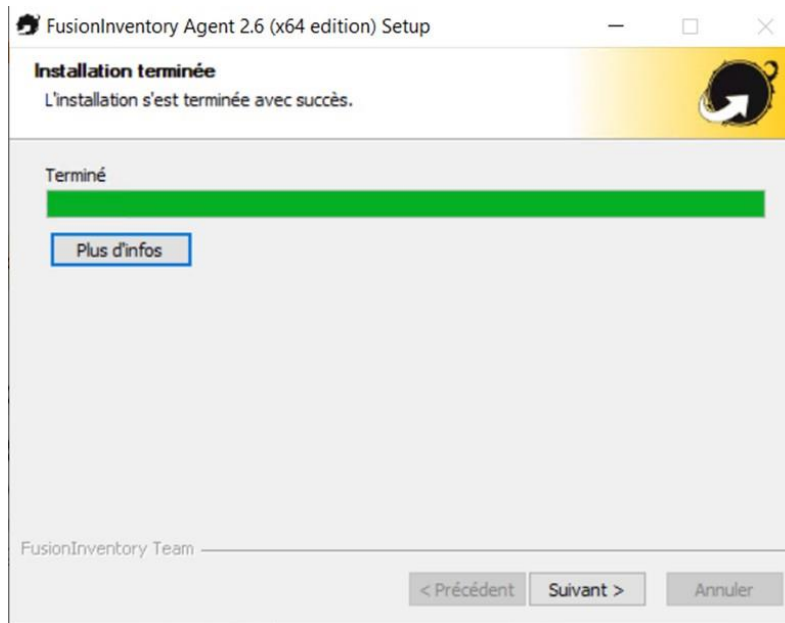 FusionInventory Agent 2.6 (x64 edition) Setup
Installation terminée
L'installation s'est terminée avec succès.
Terminé
Plus d'infos
FusionInventory Team
< Précédent Suivant > Annuler